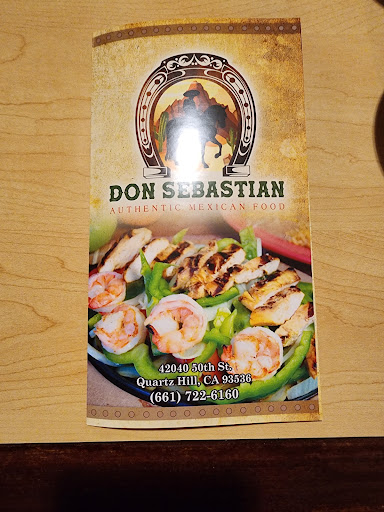 DON SEBASTIAN
AUTHENTIC MEXICAN FOOD
42040 50th St.
Quartz Hill, CA 93536
(661) 722-6160